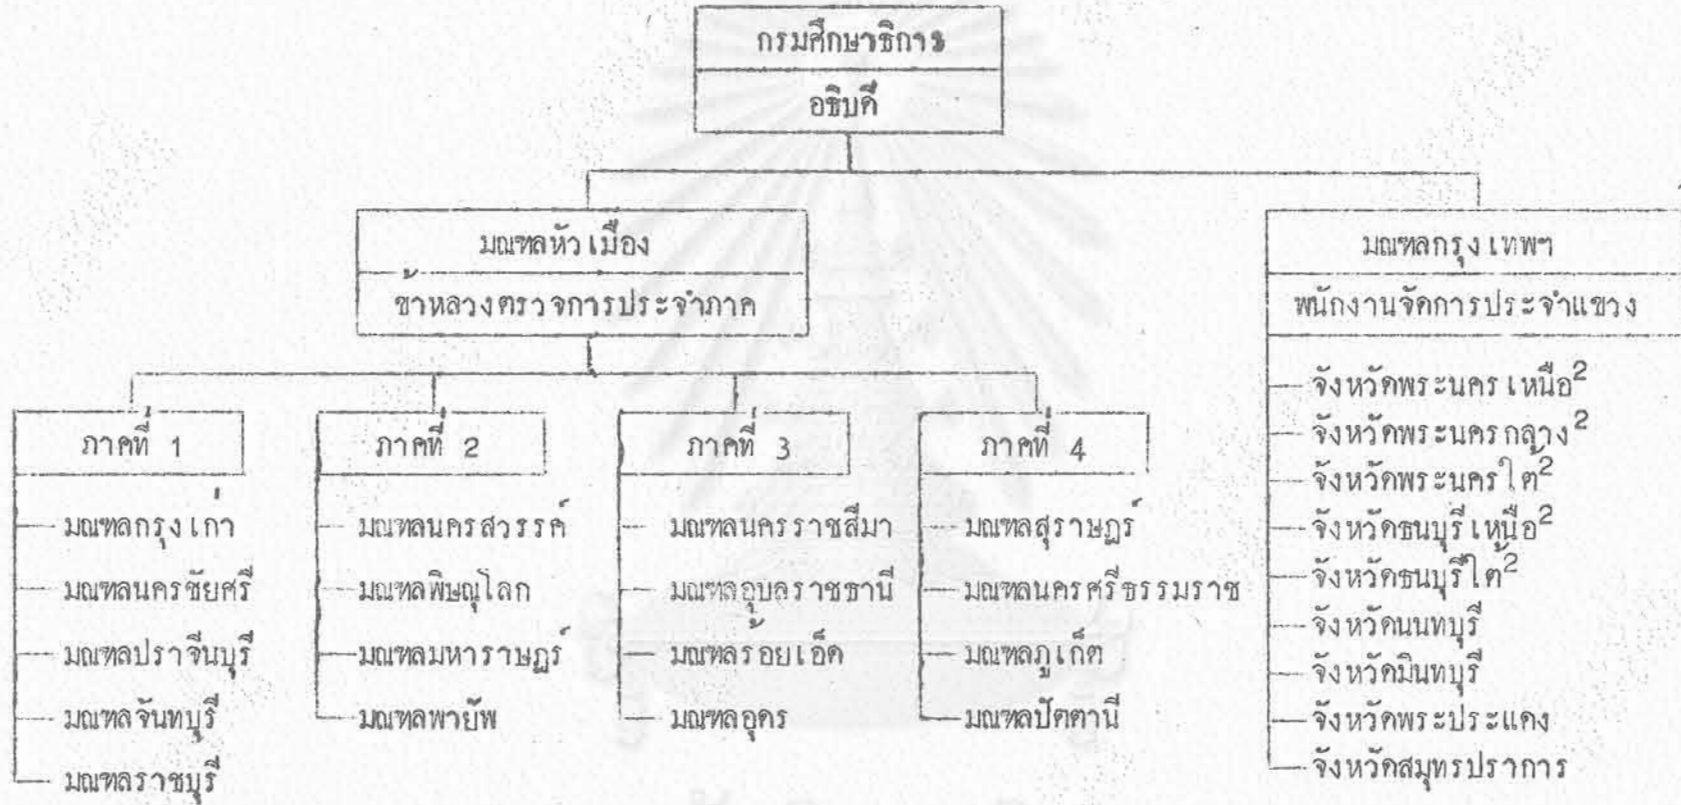 กรมศึกษาธิการ
อธิบดี
มณฑลหัวเมือง
ข้าหลวงตรวจการประจำภาค
ภาคที่ 1
มณฑลกรุงเก่า
มณฑลนครชัยศรี
มณฑลปราจีนบุรี
มณฑลจันทบุรี
มณฑลราชบุรี
ภาคที่ 2
มณฑลนครสวรรค์
มณฑลพิษณุโลก
มณฑลมหาราษฎร์
มณฑลพายัพ
ภาคที่ 3
มณฑลนครราชสีมา
มณฑลอุบลราชธานี
มณฑลร้อยเอ็ด
มณฑลอุดร
ภาคที่ 4
มณฑลสุราษฎร์
มณฑลนครศรีธรรมราช
มณฑลภูเก็ต
มณฑลปัตตานี
มณฑลกรุงเทพฯ
พนักงานจัดการประจำแขวง
จังหวัดพระนครเหนือ²
จังหวัดพระนครกลาง²
จังหวัดพระนครใต้²
จังหวัดธนบุรีเหนือ²
จังหวัดธนบุรีใต้²
จังหวัดนนทบุรี
จังหวัดมินทบุรี
จังหวัดพระประแดง
จังหวัดสมุทรปราการ